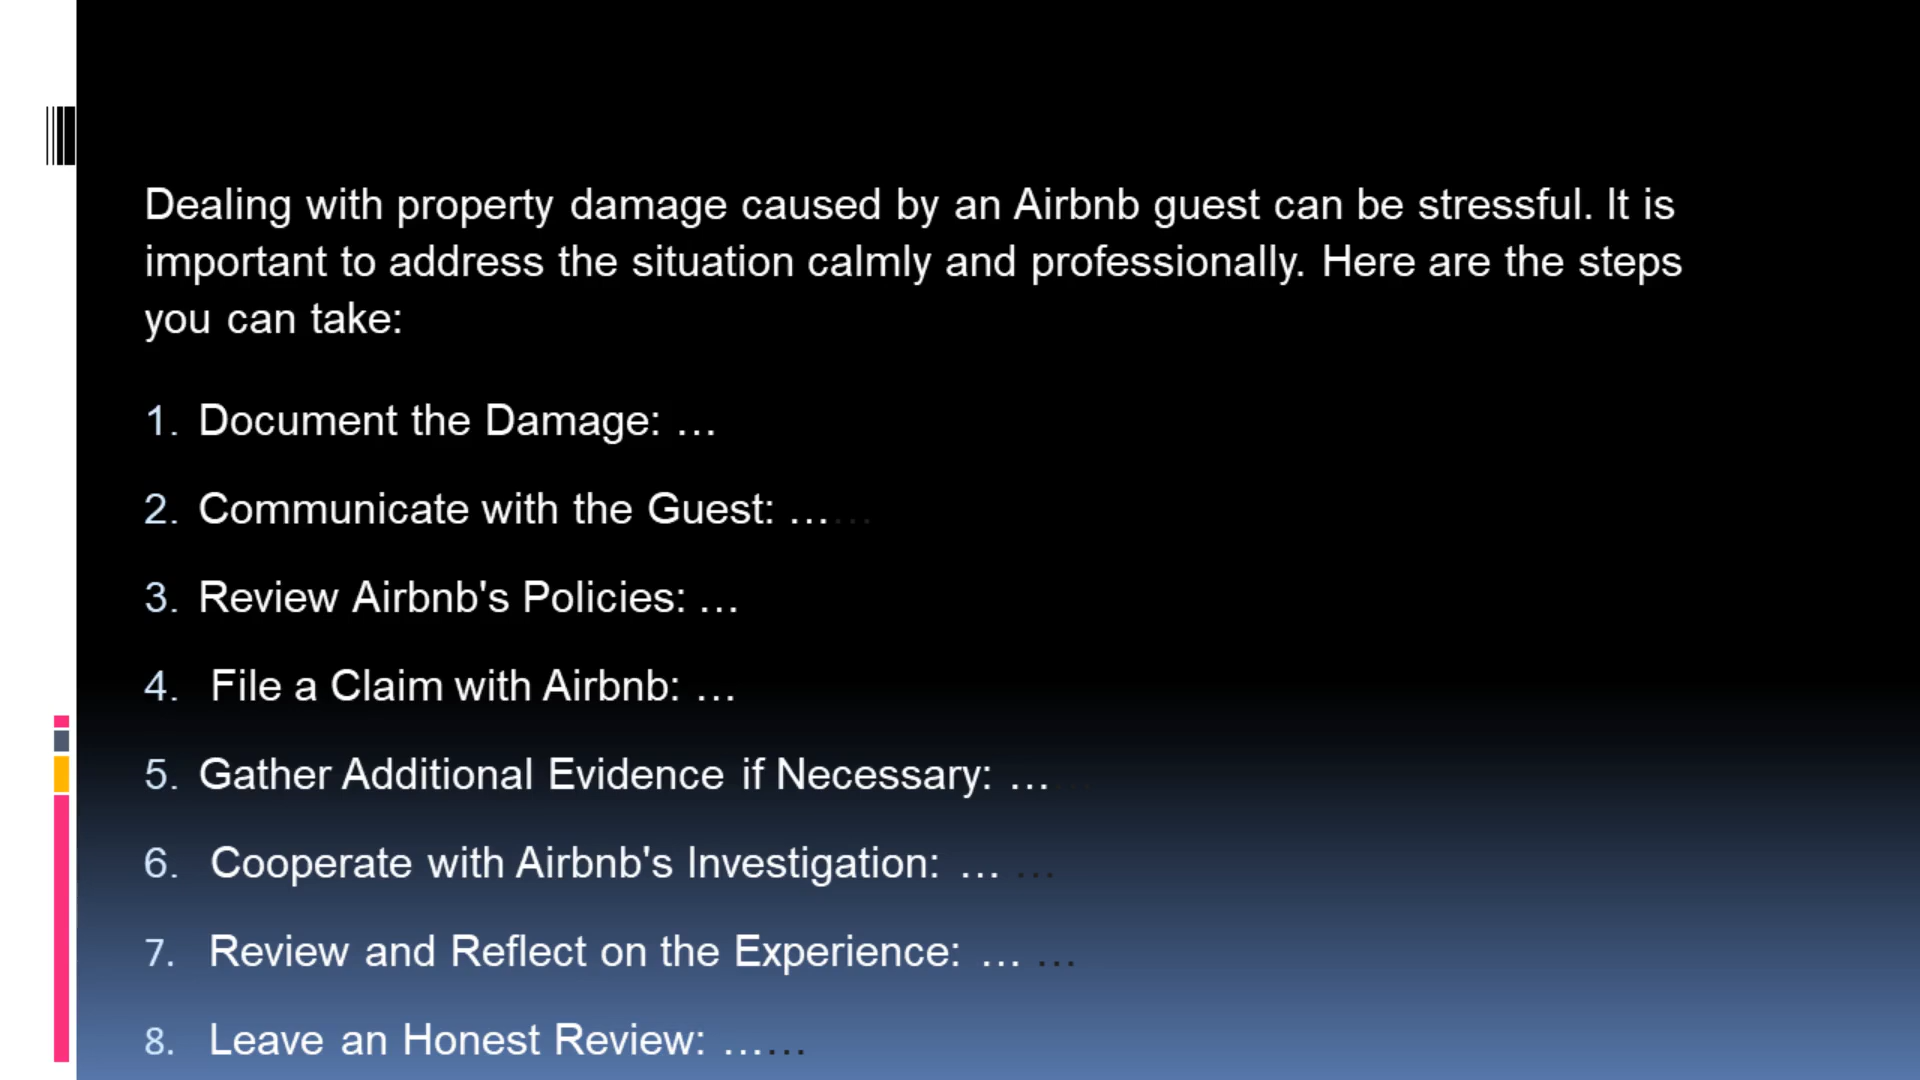 Dealing with property damage caused by an Airbnb guest can be stressful. It is
important to address the situation calmly and professionally. Here are the steps
you can take:
1. Document the Damage: …
2. Communicate with the Guest: ……
3. Review Airbnb's Policies: …
4. File a Claim with Airbnb: …
5. Gather Additional Evidence if Necessary: ……
6. Cooperate with Airbnb's Investigation: … …
7. Review and Reflect on the Experience: … …
8. Leave an Honest Review: ……